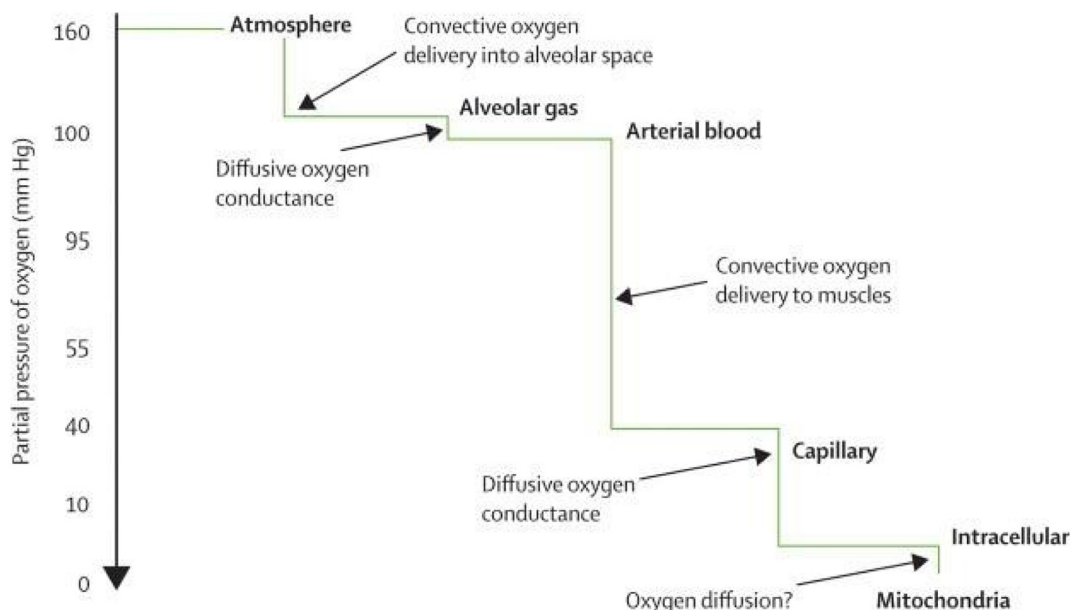 Partial pressure of oxygen (mm Hg)
160
100
95
55
40
10
0
Atmosphere
Convective oxygen
delivery into alveolar space
Alveolar gas
Diffusive oxygen
conductance
Arterial blood
Convective oxygen
delivery to muscles
Capillary
Diffusive oxygen
conductance
Intracellular
Oxygen diffusion?
Mitochondria